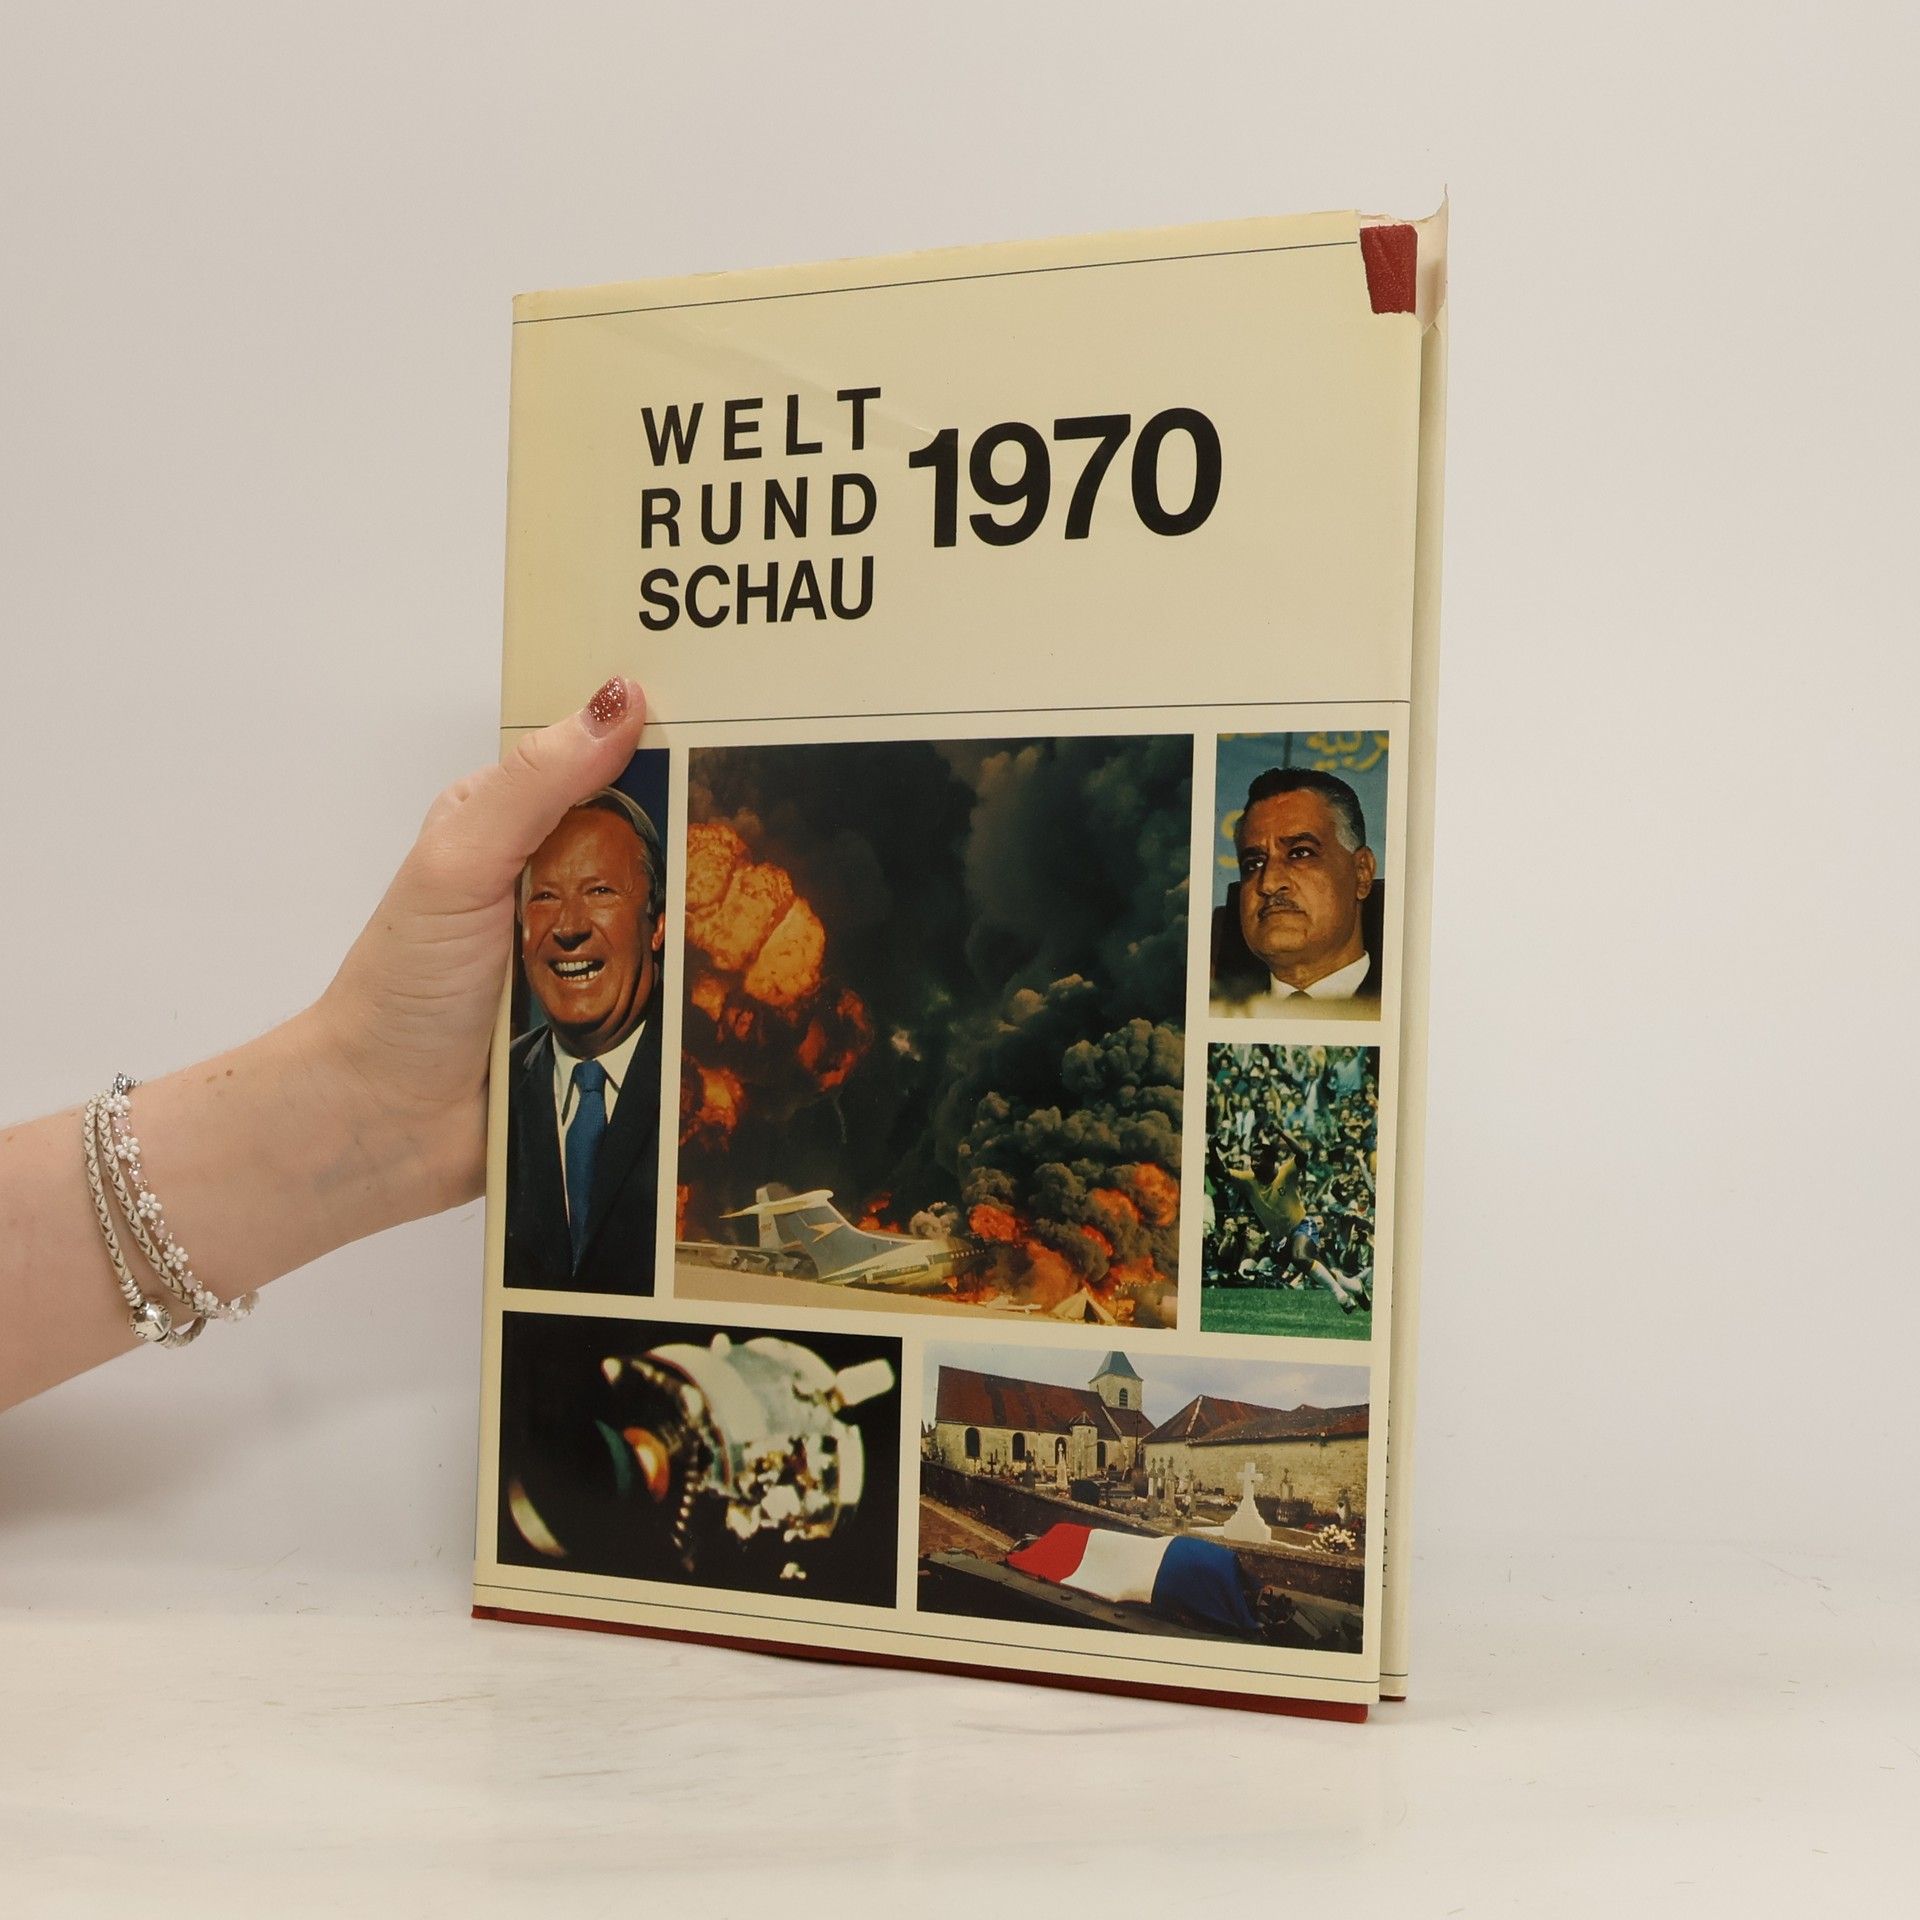 WELT
RUND
SCHAU
1970